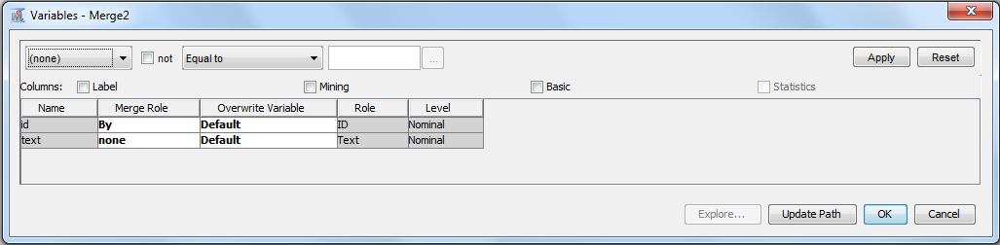 Variables - Merge2
(none) not Equal to ... Apply Reset
Columns: Label Mining Basic Statistics
Name Merge Role Overwrite Variable Role Level
id By Default ID Nominal
text none Default Text Nominal
Explore... Update Path OK Cancel